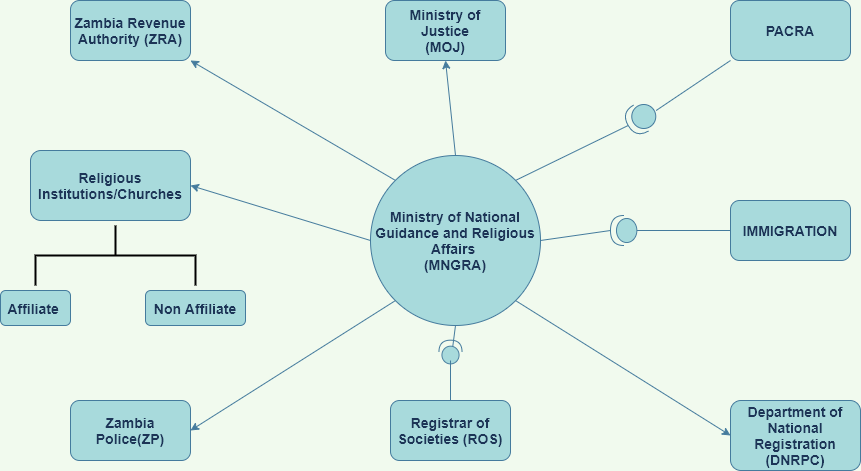 Zambia Revenue
Authority (ZRA)
Ministry of
Justice
(MOJ)
PACRA
Religious
Institutions/Churches
Ministry of National
Guidance and Religious
Affairs
(MNGRA)
IMMIGRATION
Affiliate
Non Affiliate
Zambia
Police(ZP)
Registrar of
Societies (ROS)
Department of
National
Registration
(DNRPC)